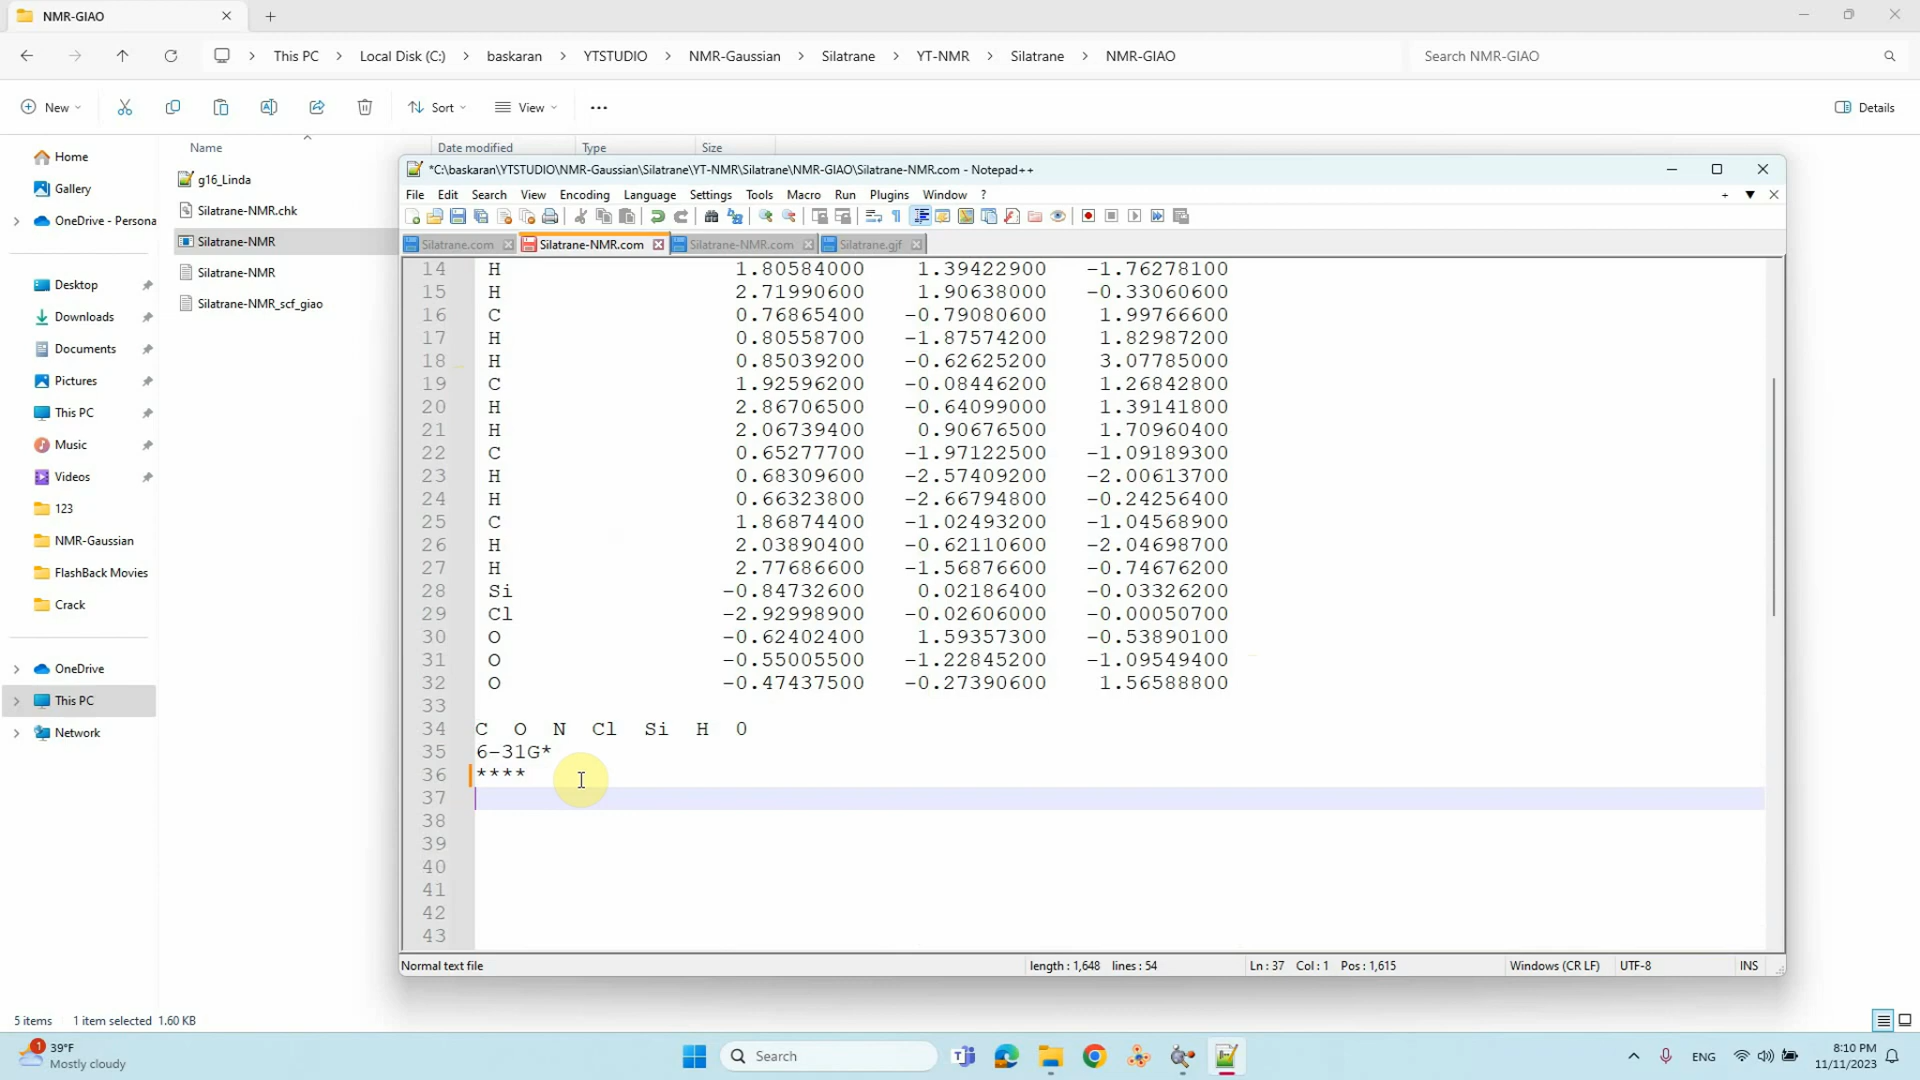 NMR-GIAO
This PC > Local Disk (C:) > baskaran > YTSTUDIO > NMR-Gaussian > Silatrane > YT-NMR > Silatrane > NMR-GIAO
Search NMR-GIAO
New
Sort
View
Details
Name
Date modified
Type
Size
Home
Gallery
OneDrive - Persona
Desktop
Downloads
Documents
Pictures
This PC
Music
Videos
123
NMR-Gaussian
FlashBack Movies
Crack
OneDrive
This PC
Network
g16_Linda
Silatrane-NMR.chk
Silatrane-NMR
Silatrane-NMR
Silatrane-NMR_scf_giao
*C:\baskaran\YTSTUDIO\NMR-Gaussian\Silatrane\YT-NMR\Silatrane\NMR-GIAO\Silatrane-NMR.com - Notepad++
File Edit Search View Encoding Language Settings Tools Macro Run Plugins Window ?
Silatrane.com Silatrane-NMR.com Silatrane-NMR.com Silatrane.gjf
14 H 1.80584000 1.39422900 -1.76278100
15 H 2.71990600 1.90638000 -0.33060600
16 C 0.76865400 -0.79080600 1.99766600
17 H 0.80558700 -1.87574200 1.82987200
18 H 0.85039200 -0.62625200 3.07785000
19 C 1.92596200 -0.08446200 1.26842800
20 H 2.86706500 -0.64099000 1.39141800
21 H 2.06739400 0.90676500 1.70960400
22 C 0.65277700 -1.97122500 -1.09189300
23 H 0.68309600 -2.57409200 -2.00613700
24 H 0.66323800 -2.66794800 -0.24256400
25 C 1.86874400 -1.02493200 -1.04568900
26 H 2.03890400 -0.62110600 -2.04698700
27 H 2.77686600 -1.56876600 -0.74676200
28 Si -0.84732600 0.02186400 -0.03326200
29 Cl -2.92998900 -0.02606000 -0.00050700
30 O -0.62402400 1.59357300 -0.53890100
31 O -0.55005500 -1.22845200 -1.09549400
32 O -0.47437500 -0.27390600 1.56588800
33
34 C O N Cl Si H 0
35 6-31G*
36 ****
37
38
39
40
41
42
43
Normal text file length : 1,648 lines : 54 Ln : 37 Col : 1 Pos : 1,615 Windows (CR LF) UTF-8 INS
5 items 1 item selected 1.60 KB
1
39°F
Mostly cloudy
Search
ENG
8:10 PM
11/11/2023